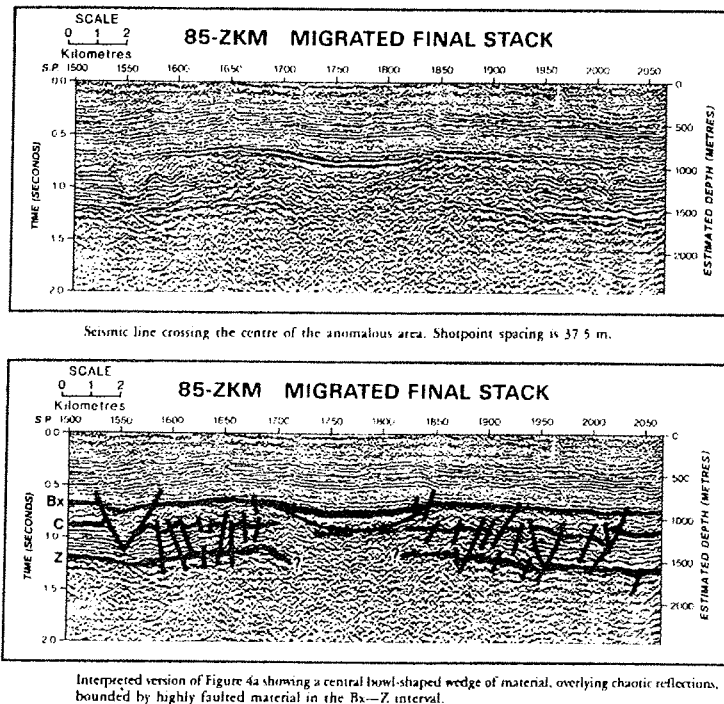 SCALE
0 1 2
Kilometres
85-ZKM MIGRATED FINAL STACK
S.P. 1500 1550 1600 1650 1700 1750 1800 1850 1900 1950 2000 2050
0.0
0.5
1.0
1.5
2.0
TIME (SECONDS)
0
500
1000
1500
2000
ESTIMATED DEPTH (METRES)
Seismic line crossing the centre of the anomalous area. Shotpoint spacing is 37.5 m.
SCALE
0 1 2
Kilometres
85-ZKM MIGRATED FINAL STACK
S.P. 1500 1550 1600 1650 1700 1750 1800 1850 1900 1950 2000 2050
0.0
0.5
Bx
C
1.0
Z
1.5
2.0
TIME (SECONDS)
0
500
1000
1500
2000
ESTIMATED DEPTH (METRES)
Interpreted version of Figure 4a showing a central bowl-shaped wedge of material, overlying chaotic reflections,
bounded by highly faulted material in the Bx—Z interval.